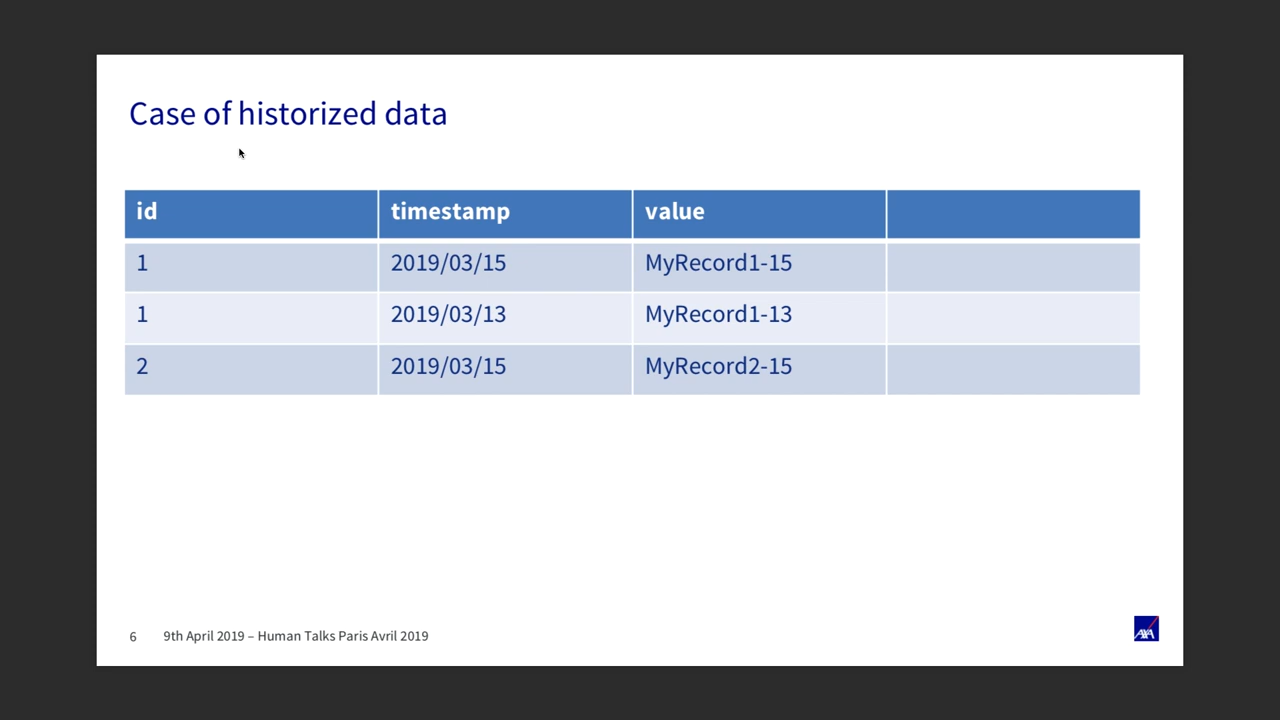 Case of historized data
id timestamp value
1 2019/03/15 MyRecord1-15
1 2019/03/13 MyRecord1-13
2 2019/03/15 MyRecord2-15
6 9th April 2019 – Human Talks Paris Avril 2019
AXA